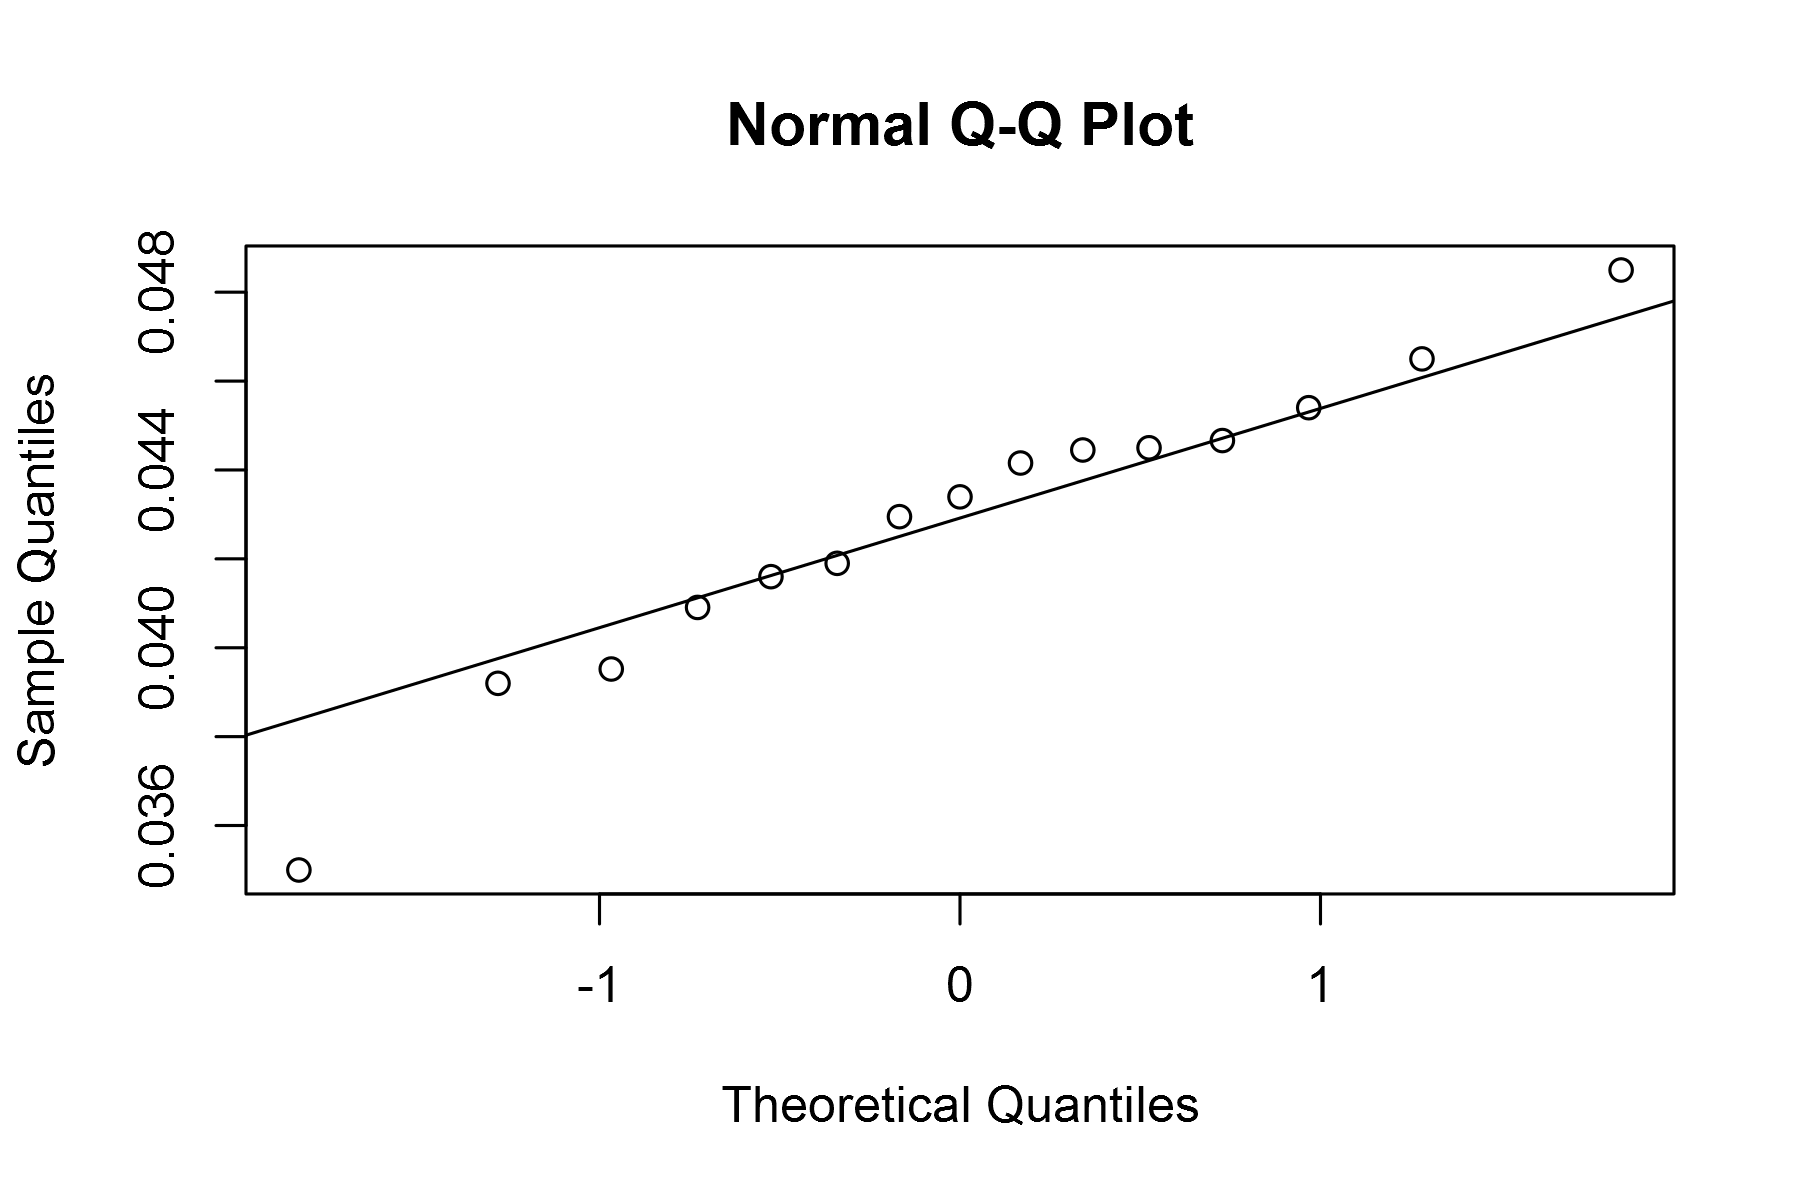 Normal Q-Q Plot
0.048
0.044
0.040
0.036
Sample Quantiles
-1 0 1
Theoretical Quantiles